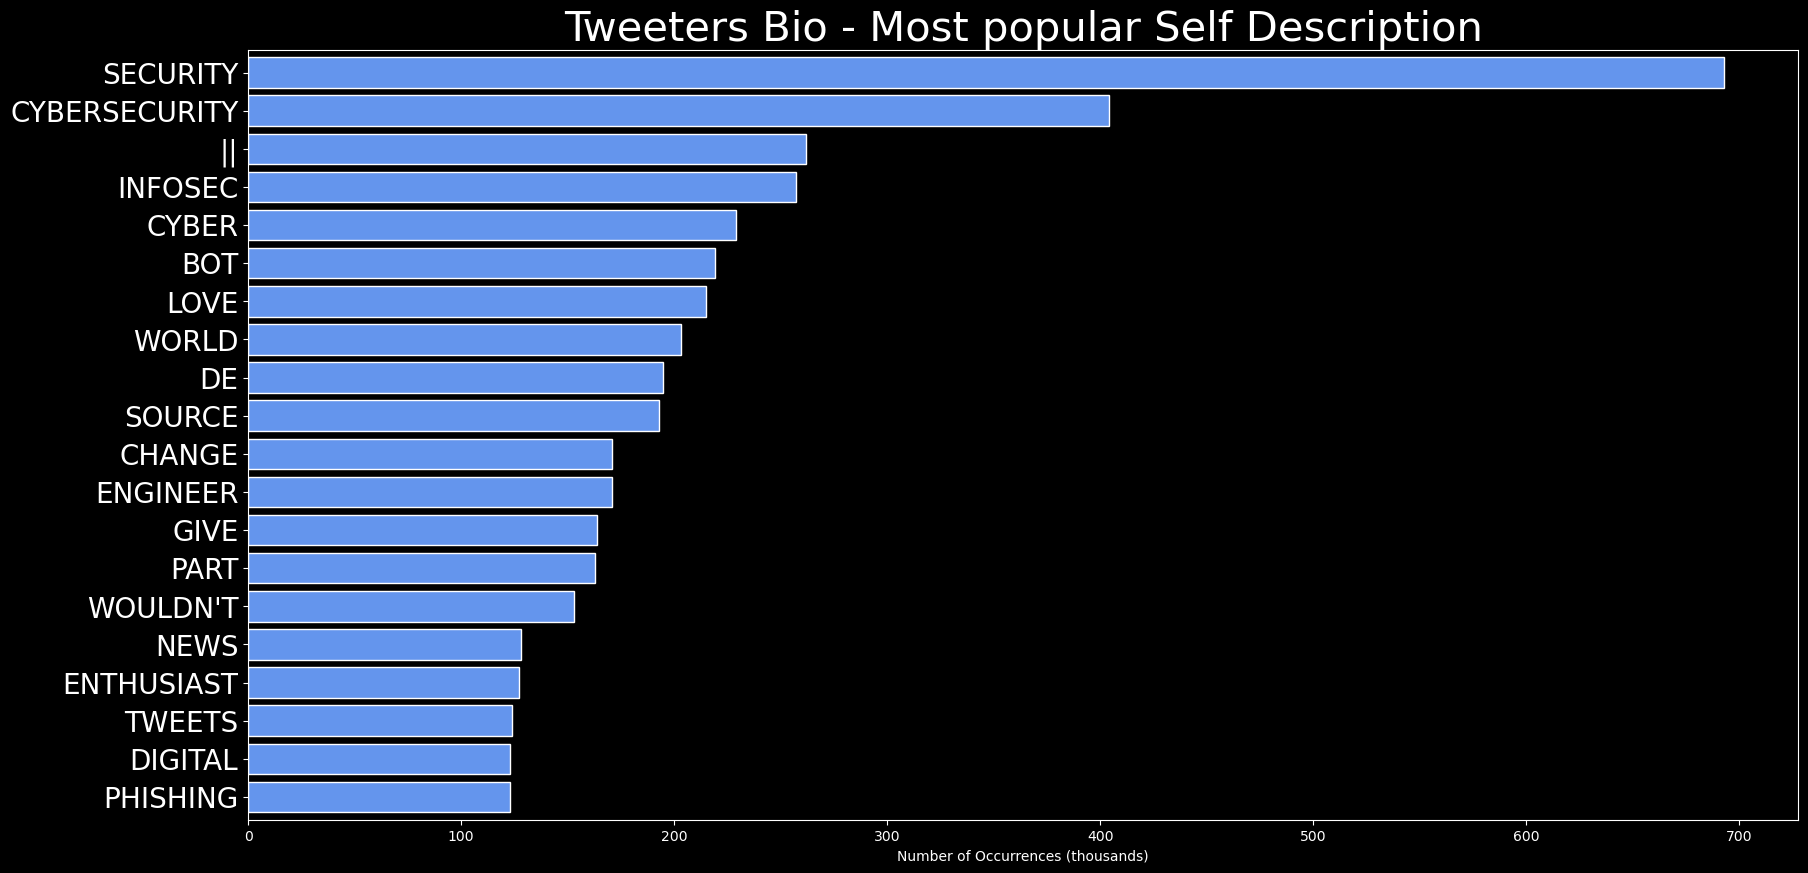 Tweeters Bio - Most popular Self Description
SECURITY
CYBERSECURITY
||
INFOSEC
CYBER
BOT
LOVE
WORLD
DE
SOURCE
CHANGE
ENGINEER
GIVE
PART
WOULDN'T
NEWS
ENTHUSIAST
TWEETS
DIGITAL
PHISHING
0 100 200 300 400 500 600 700
Number of Occurrences (thousands)